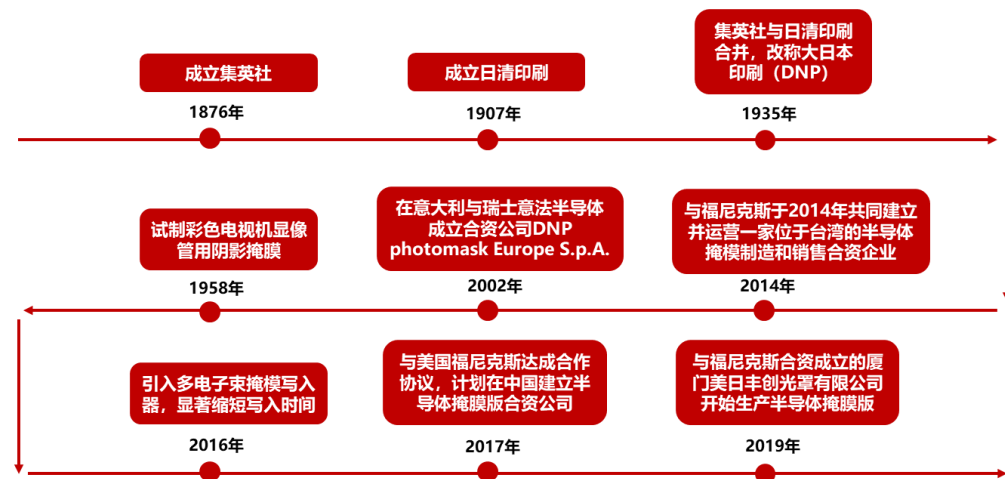 成立集英社
1876年
成立日清印刷
1907年
集英社与日清印刷
合并，改称大日本
印刷（DNP）
1935年
试制彩色电视机显像
管用阴影掩膜
1958年
在意大利与瑞士意法半导体
成立合资公司DNP
photomask Europe S.p.A.
2002年
与福尼克斯于2014年共同建立
并运营一家位于台湾的半导体
掩模制造和销售合资企业
2014年
引入多电子束掩模写入
器，显著缩短写入时间
2016年
与美国福尼克斯达成合作
协议，计划在中国建立半
导体掩膜版合资公司
2017年
与福尼克斯合资成立的厦
门美日丰创光罩有限公司
开始生产半导体掩膜版
2019年